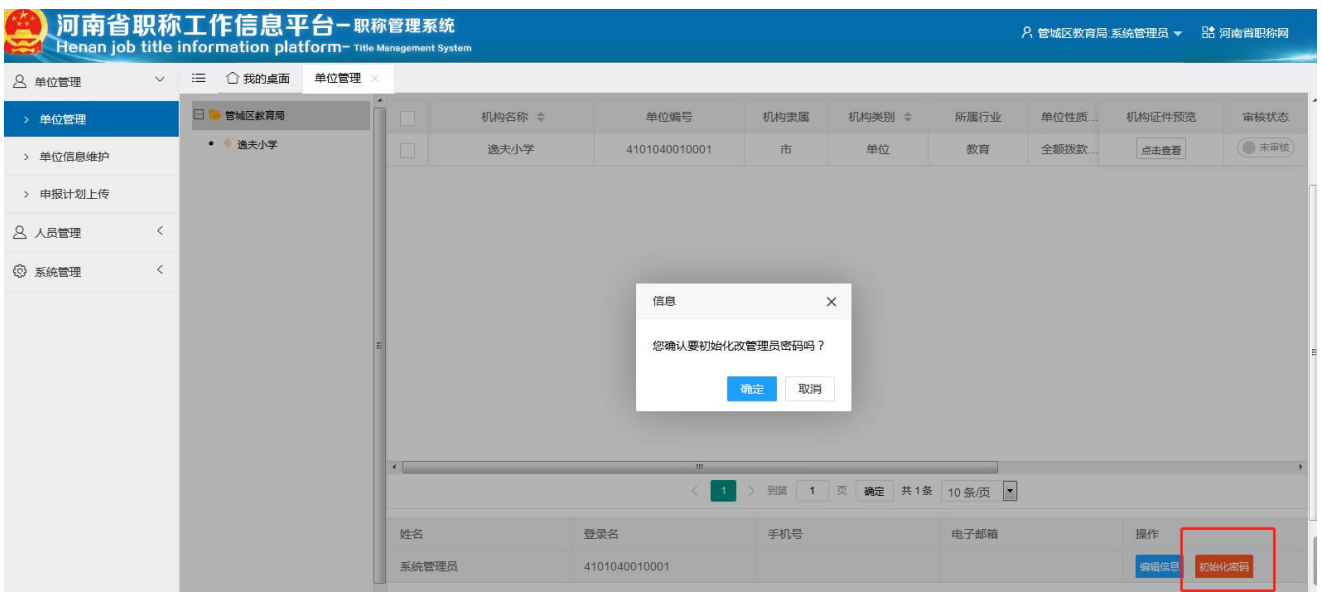 河南省职称工作信息平台-职称管理系统
Henan job title information platform- Title Management System
管城区教育局:系统管理员 河南省职称网
单位管理 我的桌面 单位管理
单位管理
单位信息维护
申报计划上传
人员管理
系统管理
管城区教育局
逸夫小学
机构名称 单位编号 机构隶属 机构类别 所属行业 单位性质... 机构证件预览 审核状态
逸夫小学 4101040010001 市 单位 教育 全额拨款... 点击查看 未审核
信息
您确认要初始化改管理员密码吗?
确定 取消
1 到第 1 页 确定 共1条 10条/页
姓名 登录名 手机号 电子邮箱 操作
系统管理员 4101040010001 编辑信息 初始化密码